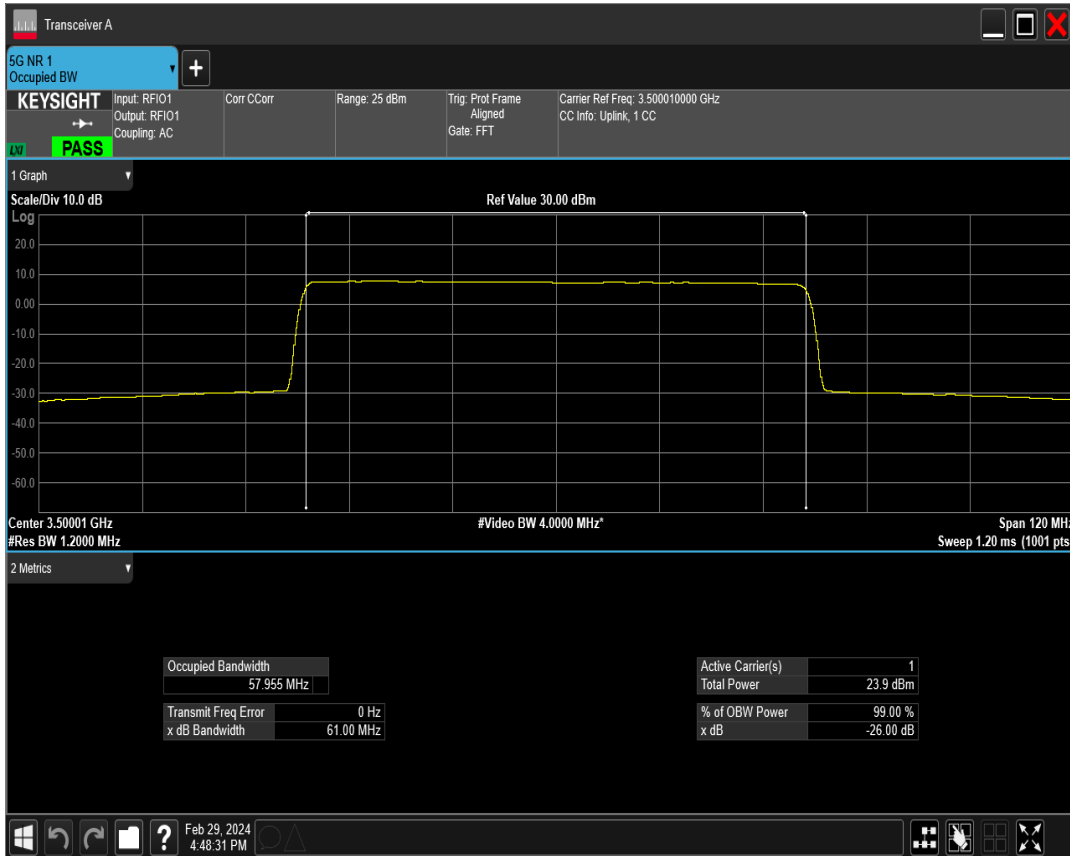 Transceiver A
5G NR 1
Occupied BW
KEYSIGHT
LXI
PASS
Input: RFIO1
Output: RFIO1
Coupling: AC
Corr CCorr
Range: 25 dBm
Trig: Prot Frame
Aligned
Gate: FFT
Carrier Ref Freq: 3.500010000 GHz
CC Info: Uplink, 1 CC
1 Graph
Scale/Div 10.0 dB
Ref Value 30.00 dBm
Log
20.0
10.0
0.00
-10.0
-20.0
-30.0
-40.0
-50.0
-60.0
Center 3.50001 GHz
#Video BW 4.0000 MHz*
Span 120 MHz
#Res BW 1.2000 MHz
Sweep 1.20 ms (1001 pts
2 Metrics
Occupied Bandwidth
57.955 MHz
Transmit Freq Error 0 Hz
x dB Bandwidth 61.00 MHz
Active Carrier(s) 1
Total Power 23.9 dBm
% of OBW Power 99.00 %
x dB -26.00 dB
?
Feb 29, 2024
4:48:31 PM